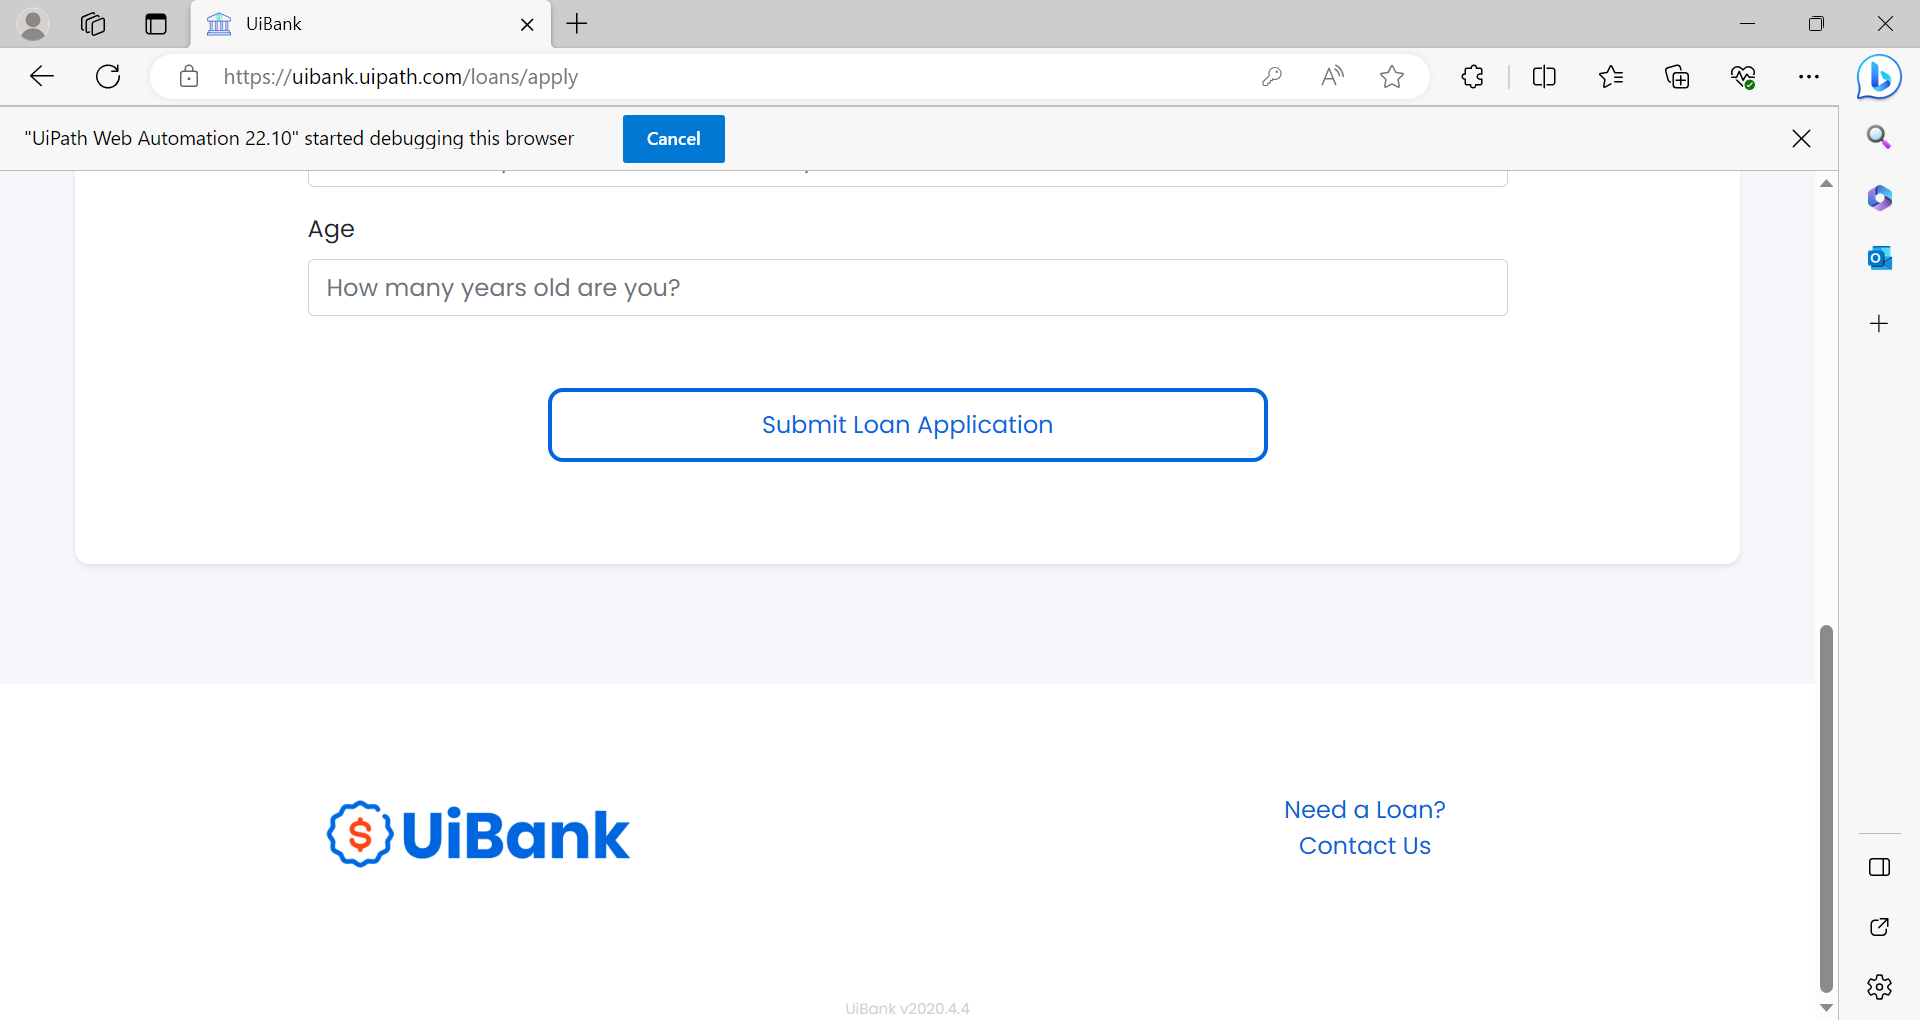 UiBank
https://uibank.uipath.com/loans/apply
"UiPath Web Automation 22.10" started debugging this browser
Cancel
Age
How many years old are you?
Submit Loan Application
$ UiBank
Need a Loan?
Contact Us
UiBank v2020.4.4